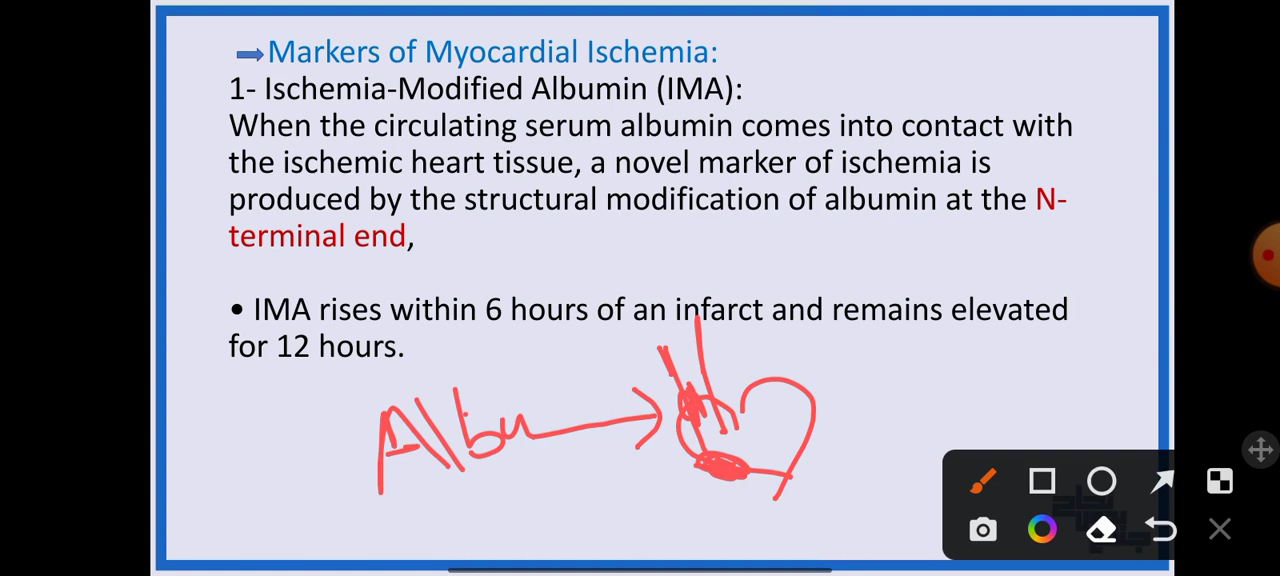 Markers of Myocardial Ischemia:
1- Ischemia-Modified Albumin (IMA):
When the circulating serum albumin comes into contact with
the ischemic heart tissue, a novel marker of ischemia is
produced by the structural modification of albumin at the N-
terminal end,
• IMA rises within 6 hours of an infarct and remains elevated
for 12 hours.
Albu